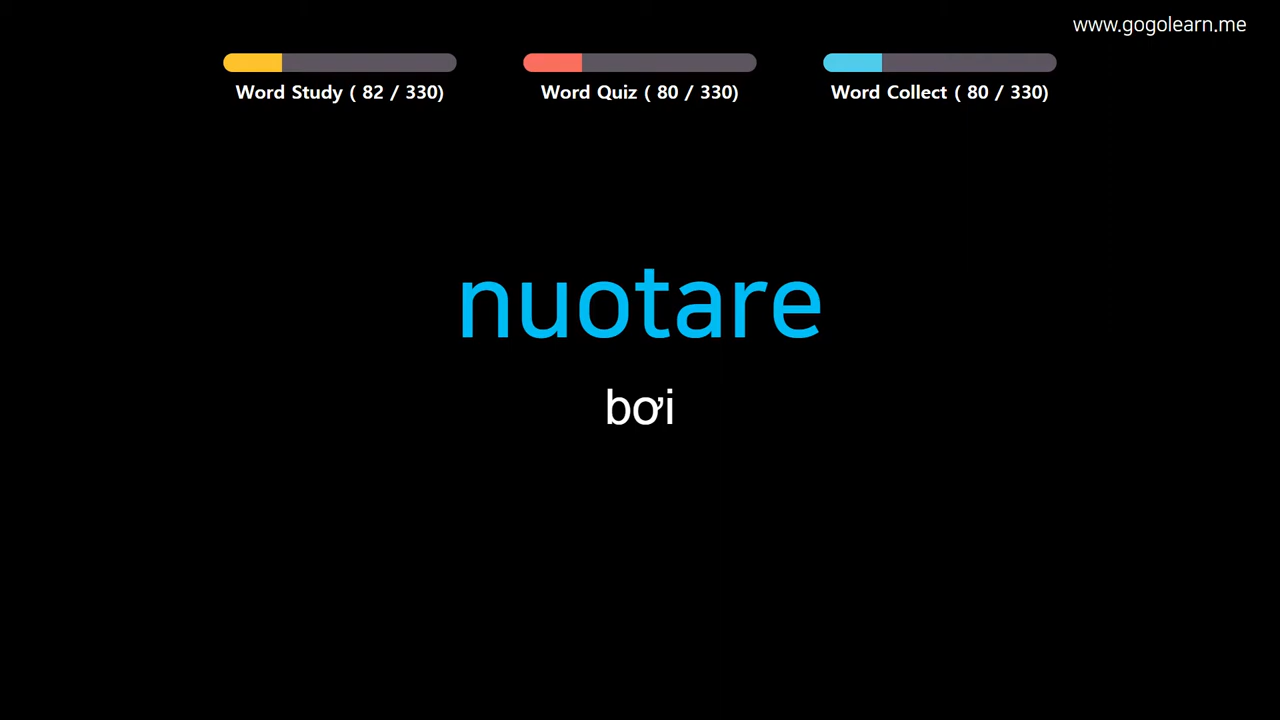 www.gogolearn.me
Word Study ( 82 / 330)
Word Quiz ( 80 / 330)
Word Collect ( 80 / 330)
nuotare
bơi